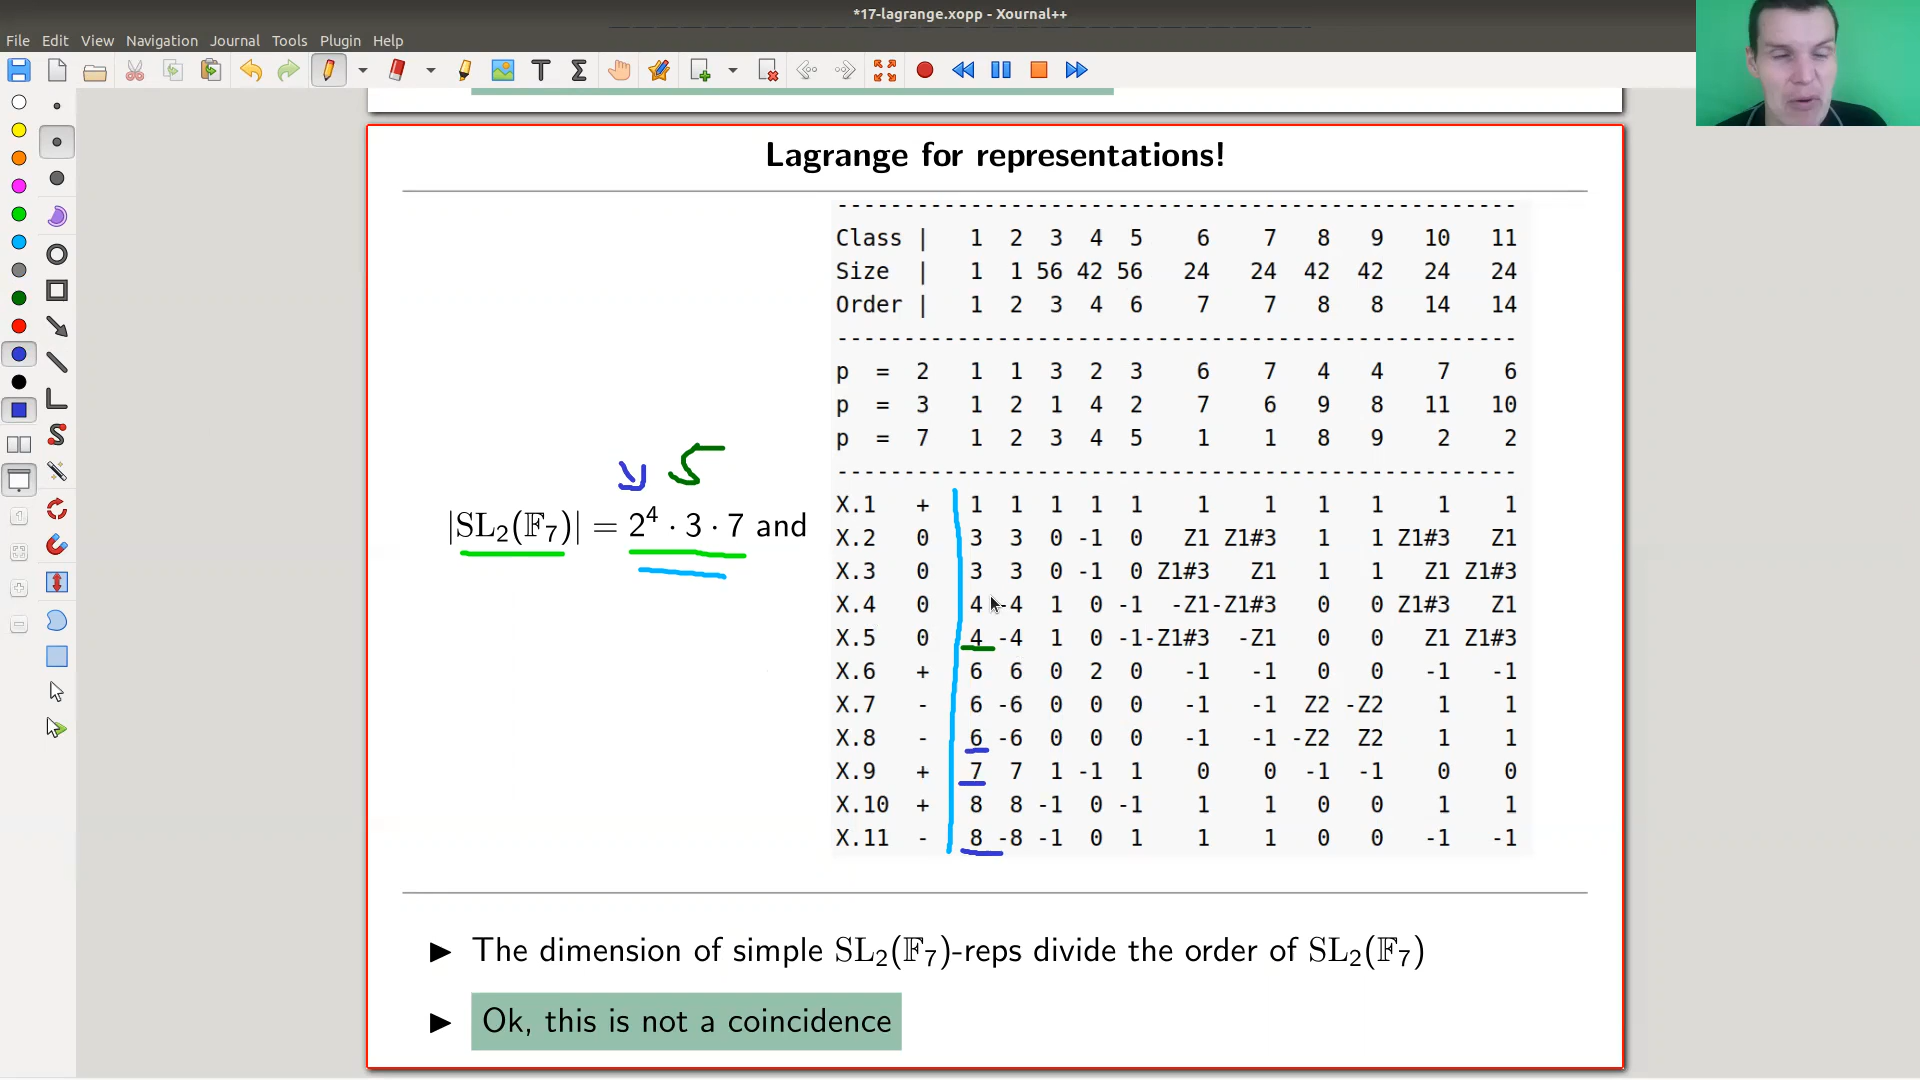 *17-lagrange.xopp - Xournal++
File Edit View Navigation Journal Tools Plugin Help
Lagrange for representations!
Class | 1 2 3 4 5 6 7 8 9 10 11
Size | 1 1 56 42 56 24 24 42 42 24 24
Order | 1 2 3 4 6 7 7 8 8 14 14
p = 2 1 1 3 2 3 6 7 4 4 7 6
p = 3 1 2 1 4 2 7 6 9 8 11 10
p = 7 1 2 3 4 5 1 1 8 9 2 2
5
|SL₂(𝔽₇)| = 2⁴ · 3 · 7 and
X.1 + 1 1 1 1 1 1 1 1 1 1 1
X.2 0 3 3 0 -1 0 Z1 Z1#3 1 1 Z1#3 Z1
X.3 0 3 3 0 -1 0 Z1#3 Z1 1 1 Z1 Z1#3
X.4 0 4 -4 1 0 -1 -Z1-Z1#3 0 0 Z1#3 Z1
X.5 0 4 -4 1 0 -1-Z1#3 -Z1 0 0 Z1 Z1#3
X.6 + 6 6 0 2 0 -1 -1 0 0 -1 -1
X.7 - 6 -6 0 0 0 -1 -1 Z2 -Z2 1 1
X.8 - 6 -6 0 0 0 -1 -1 -Z2 Z2 1 1
X.9 + 7 7 1 -1 1 0 0 -1 -1 0 0
X.10 + 8 8 -1 0 -1 1 1 0 0 1 1
X.11 - 8 -8 -1 0 1 1 1 0 0 -1 -1
► The dimension of simple SL₂(𝔽₇)-reps divide the order of SL₂(𝔽₇)
► Ok, this is not a coincidence